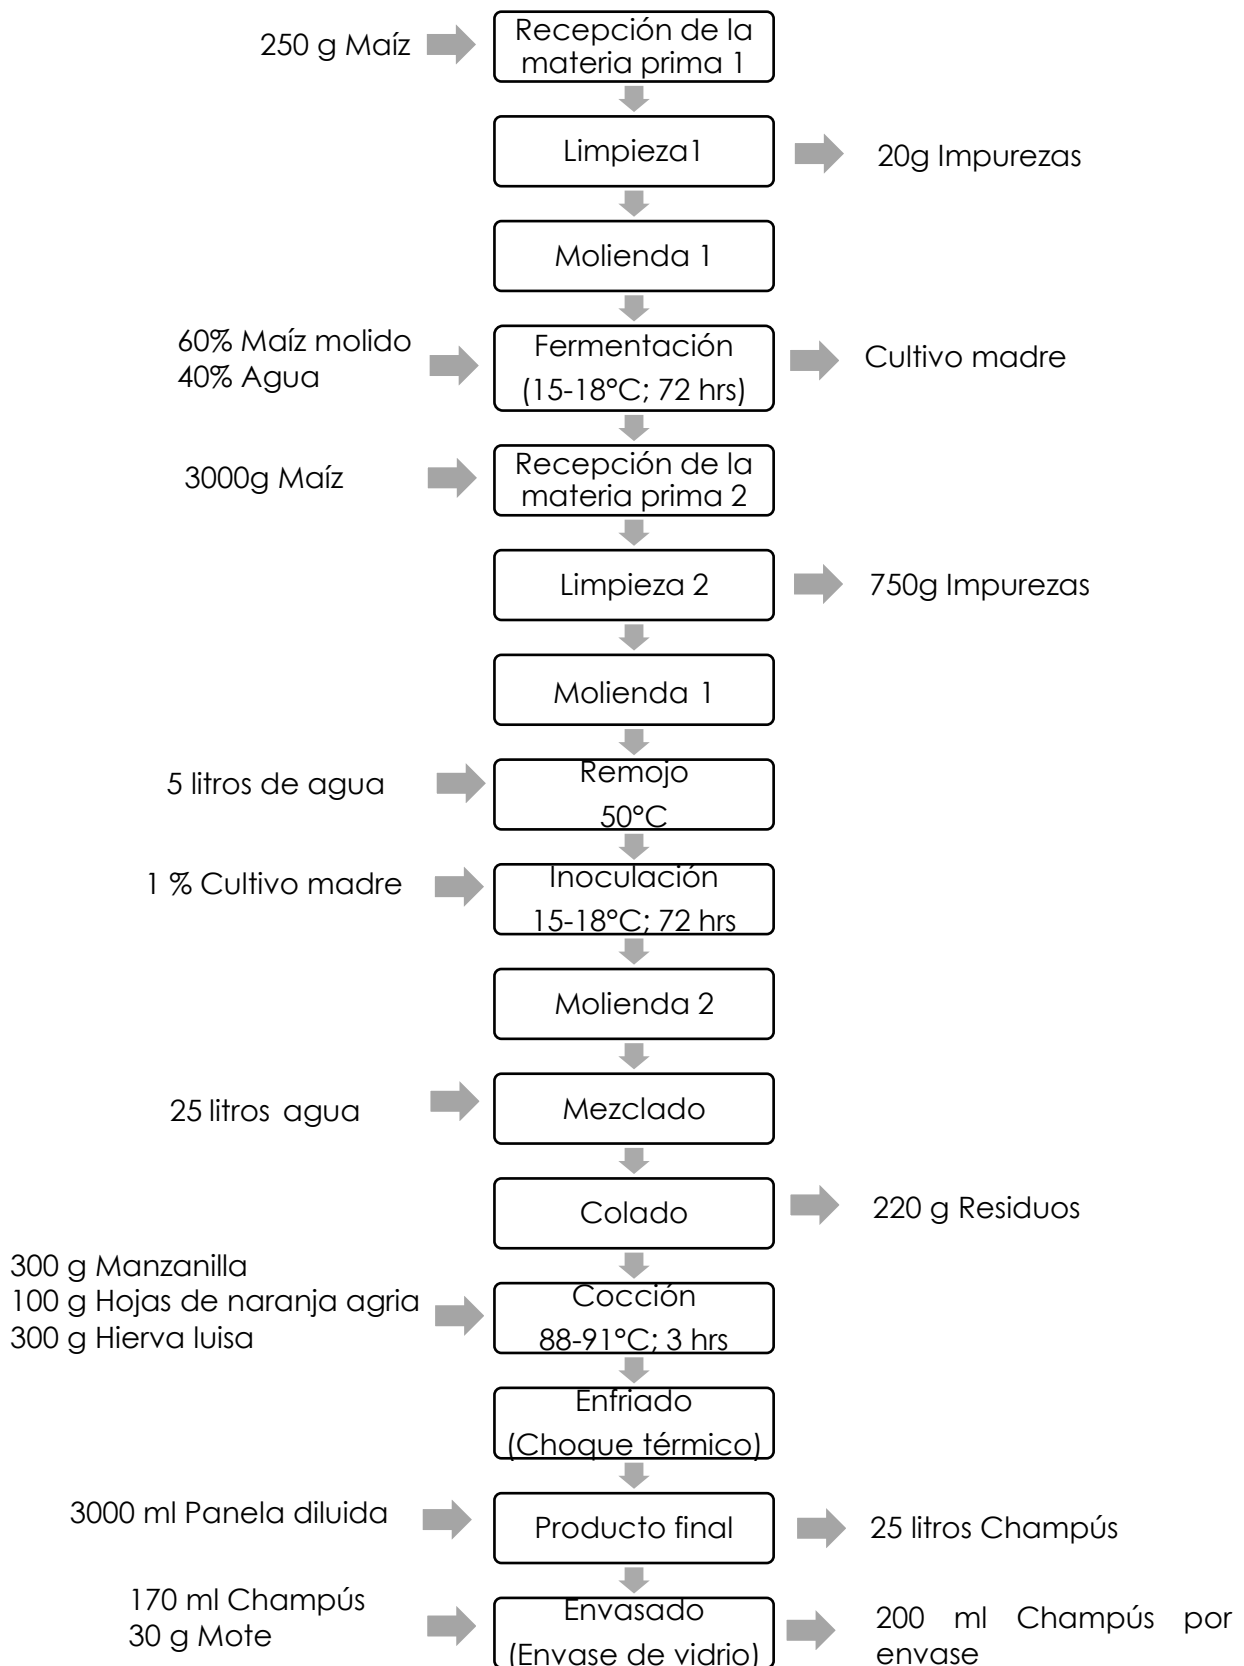 250 g Maíz
Recepción de la
materia prima 1
Limpieza1
20g Impurezas
Molienda 1
60% Maíz molido
40% Agua
Fermentación
(15-18°C; 72 hrs)
Cultivo madre
3000g Maíz
Recepción de la
materia prima 2
Limpieza 2
750g Impurezas
Molienda 1
5 litros de agua
Remojo
50°C
1 % Cultivo madre
Inoculación
15-18°C; 72 hrs
Molienda 2
25 litros agua
Mezclado
Colado
220 g Residuos
300 g Manzanilla
100 g Hojas de naranja agria
300 g Hierva luisa
Cocción
88-91°C; 3 hrs
Enfriado
(Choque térmico)
3000 ml Panela diluida
Producto final
25 litros Champús
170 ml Champús
30 g Mote
Envasado
(Envase de vidrio)
200 ml Champús por
envase